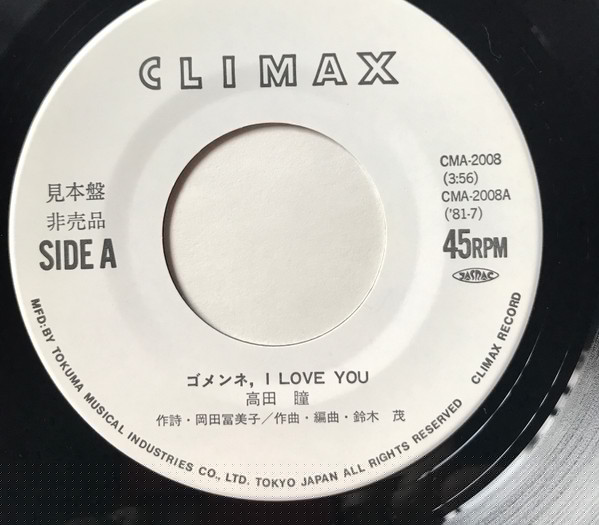 CLIMAX
見本盤
非売品
SIDE A
CMA-2008
(3:56)
CMA-2008A
('81-7)
45RPM
JASRAC
ゴメンネ, I LOVE YOU
高田 瞳
作詩・岡田冨美子/作曲・編曲・鈴木 茂
MFD:BY TOKUMA MUSICAL INDUSTRIES CO., LTD. TOKYO JAPAN ALL RIGHTS RESERVED CLIMAX RECORD